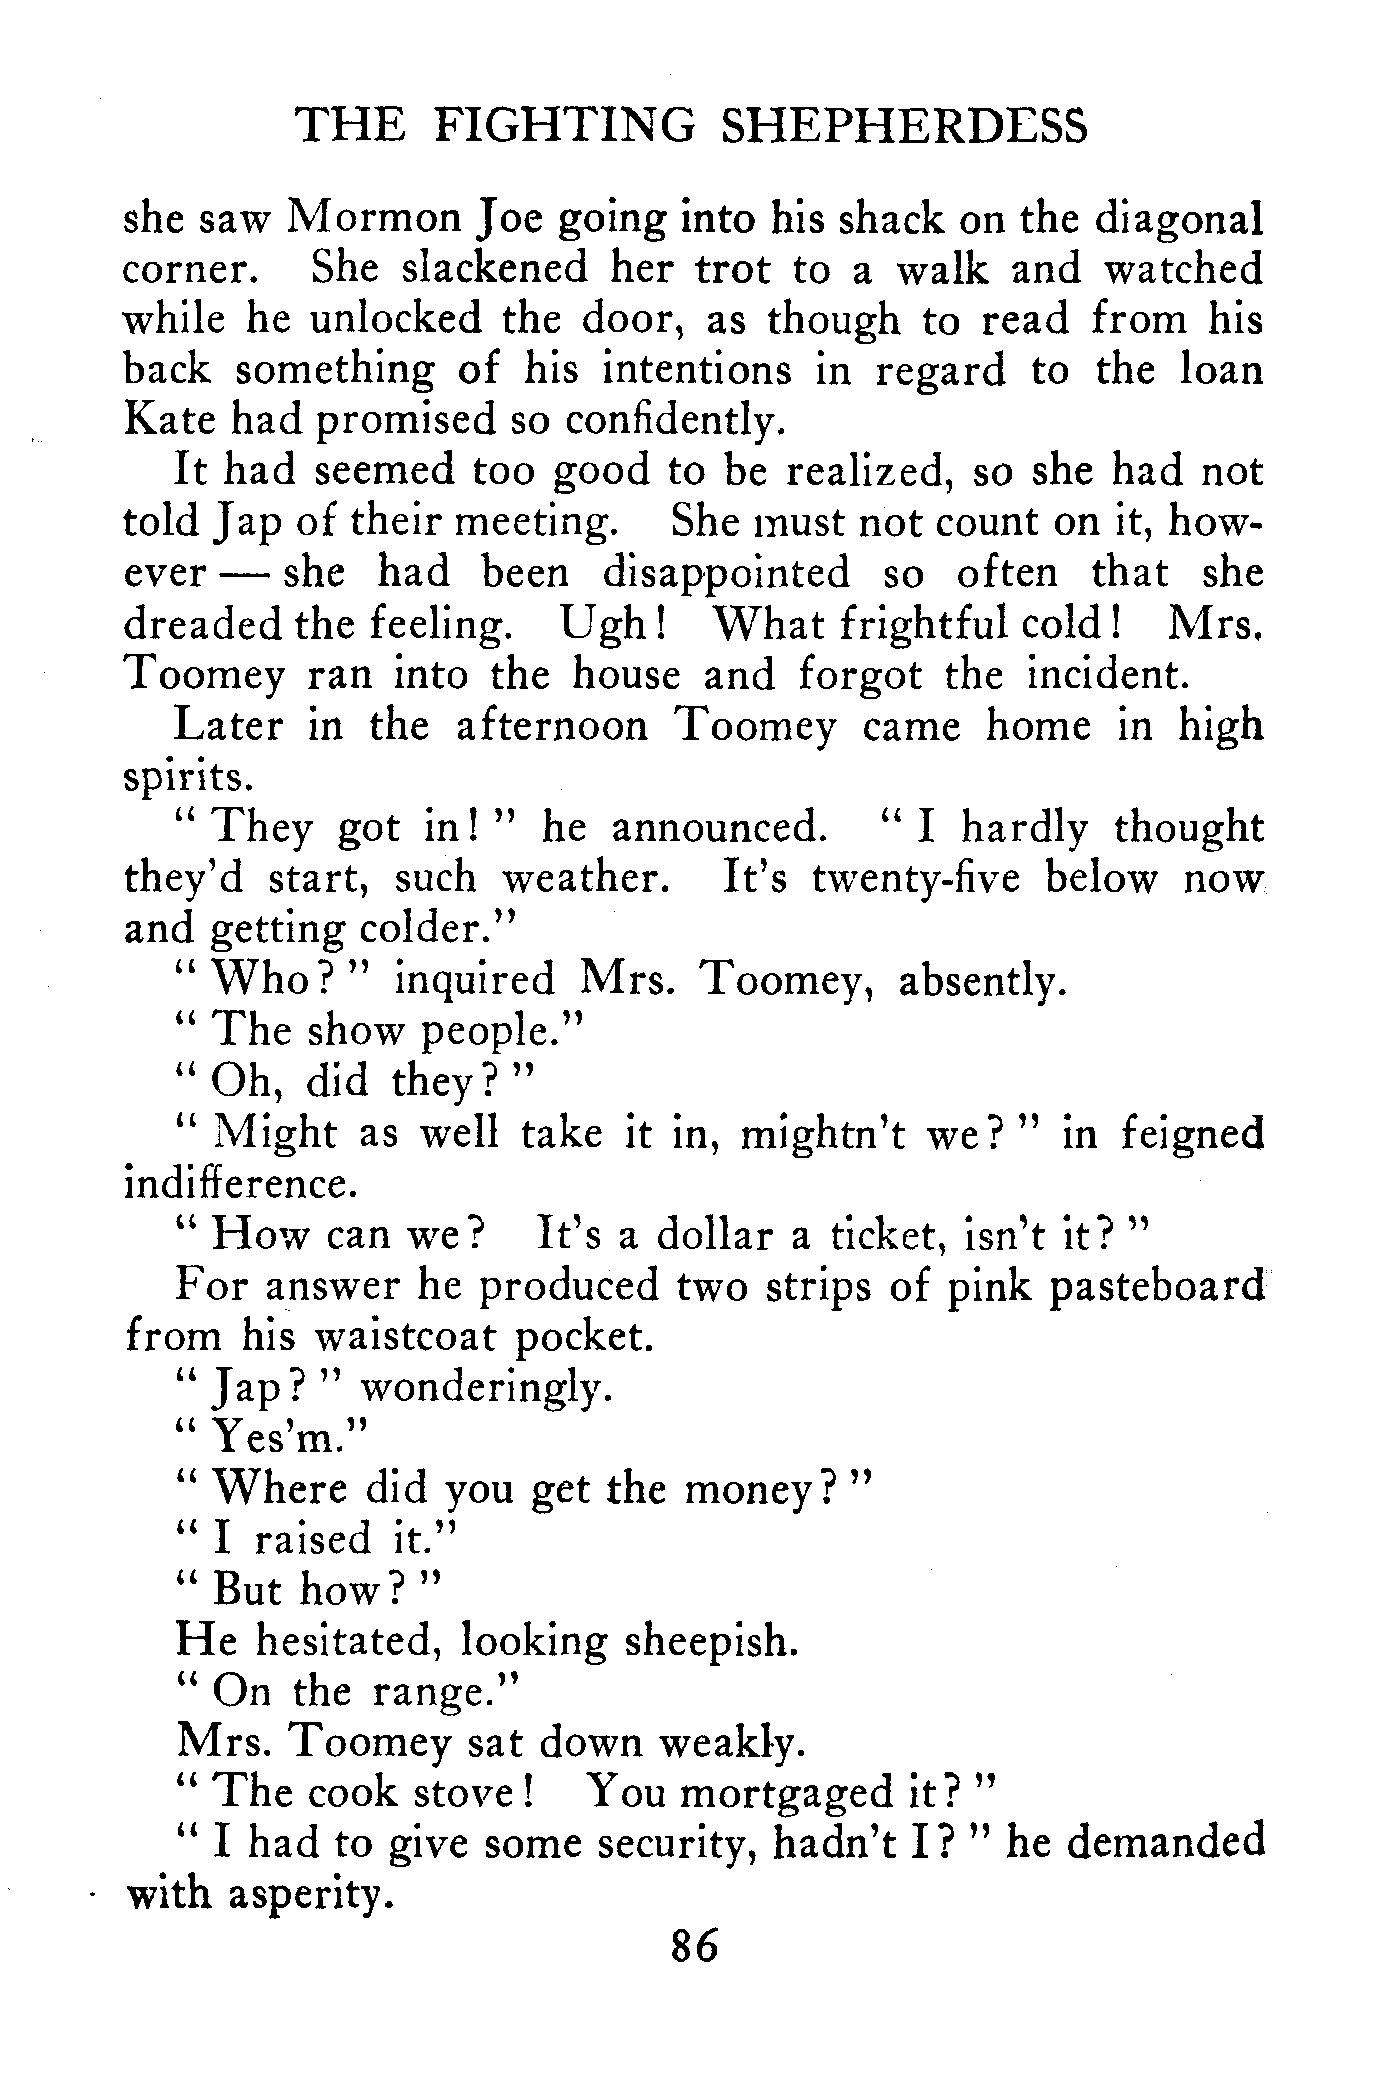 THE FIGHTING SHEPHERDESS
she saw Mormon Joe going into his shack on the diagonal
corner. She slackened her trot to a walk and watched
while he unlocked the door, as though to read from his
back something of his intentions in regard to the loan
Kate had promised so confidently.
It had seemed too good to be realized, so she had not
told Jap of their meeting. She must not count on it, how-
ever — she had been disappointed so often that she
dreaded the feeling. Ugh! What frightful cold! Mrs.
Toomey ran into the house and forgot the incident.
Later in the afternoon Toomey came home in high
spirits.
" They got in! " he announced. " I hardly thought
they'd start, such weather. It's twenty-five below now
and getting colder."
" Who? " inquired Mrs. Toomey, absently.
" The show people."
" Oh, did they? "
" Might as well take it in, mightn't we? " in feigned
indifference.
" How can we? It's a dollar a ticket, isn't it? "
For answer he produced two strips of pink pasteboard
from his waistcoat pocket.
" Jap? " wonderingly.
" Yes'm."
" Where did you get the money? "
" I raised it."
" But how? "
He hesitated, looking sheepish.
" On the range."
Mrs. Toomey sat down weakly.
" The cook stove! You mortgaged it? "
" I had to give some security, hadn't I? " he demanded
with asperity.
86